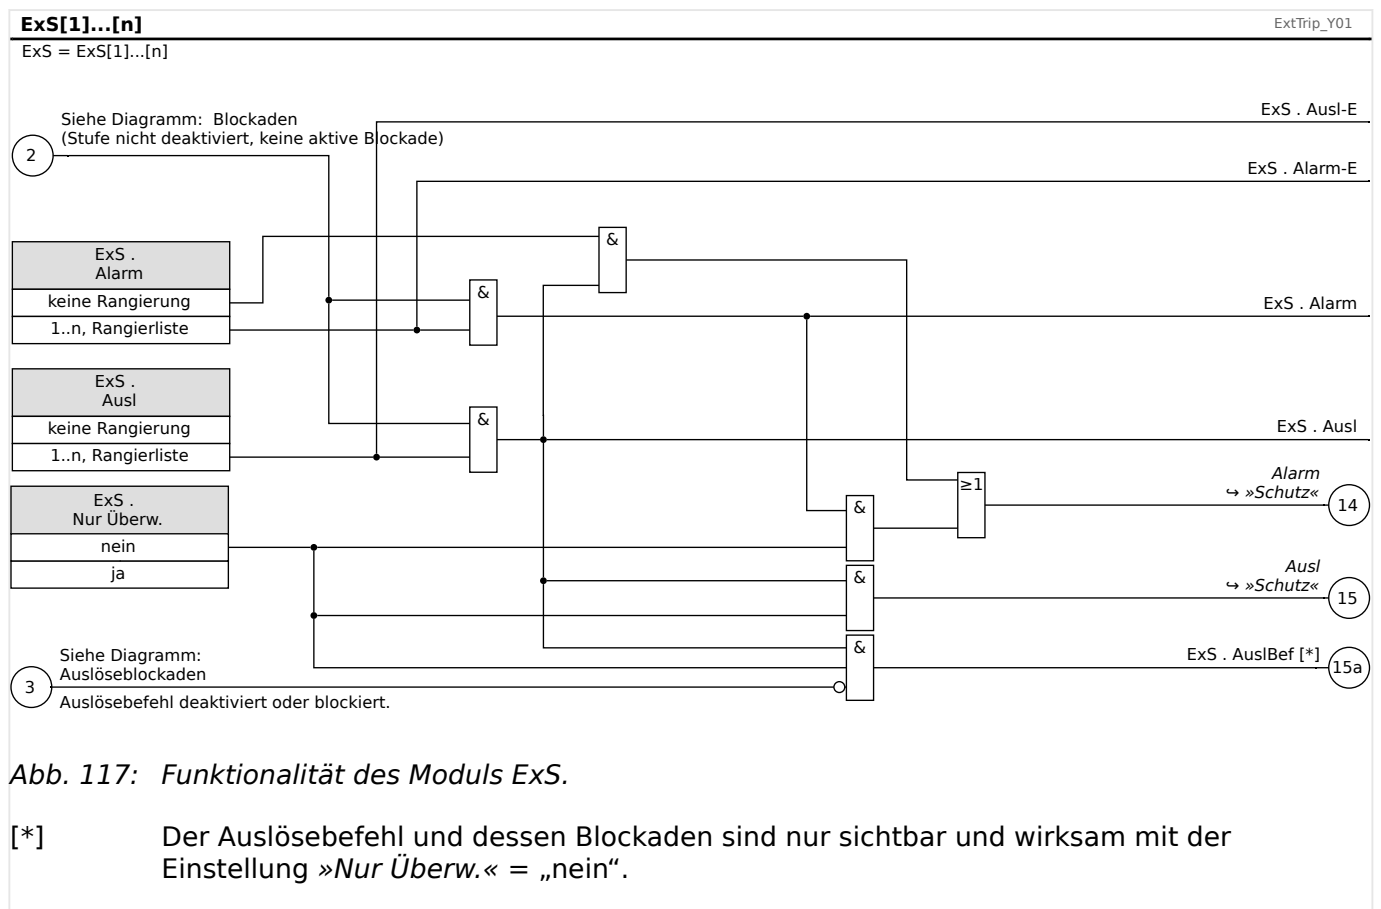 ExS[1]...[n]
ExtTrip_Y01
ExS = ExS[1]...[n]
Siehe Diagramm: Blockaden
(Stufe nicht deaktiviert, keine aktive Blockade)
2
ExS . Ausl-E
ExS . Alarm-E
ExS .
Alarm
keine Rangierung
1..n, Rangierliste
&
&
ExS . Alarm
ExS .
Ausl
keine Rangierung
1..n, Rangierliste
&
ExS . Ausl
ExS .
Nur Überw.
nein
ja
&
≥1
Alarm
↪ »Schutz«
14
&
Ausl
↪ »Schutz«
15
&
ExS . AuslBef [*]
15a
Siehe Diagramm:
Auslöseblockaden
3
Auslösebefehl deaktiviert oder blockiert.
Abb. 117: Funktionalität des Moduls ExS.
[*] Der Auslösebefehl und dessen Blockaden sind nur sichtbar und wirksam mit der
Einstellung »Nur Überw.« = „nein“.